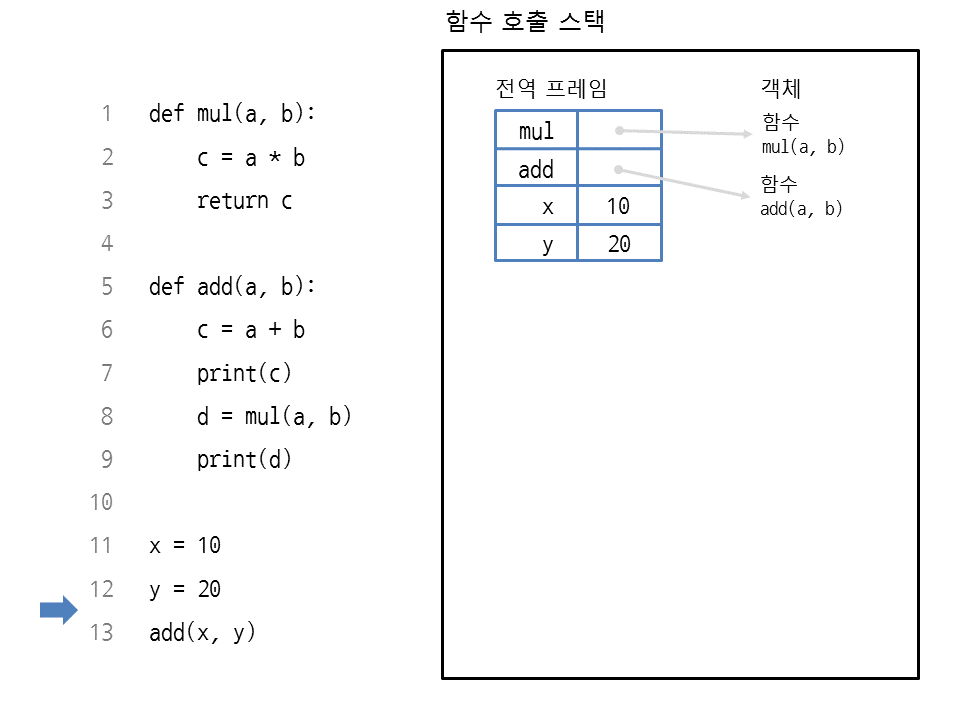 함수 호출 스택
1 def mul(a, b):
2 c = a * b
3 return c
4
5 def add(a, b):
6 c = a + b
7 print(c)
8 d = mul(a, b)
9 print(d)
10
11 x = 10
12 y = 20
13 add(x, y)
전역 프레임
mul
add
x 10
y 20
객체
함수
mul(a, b)
함수
add(a, b)